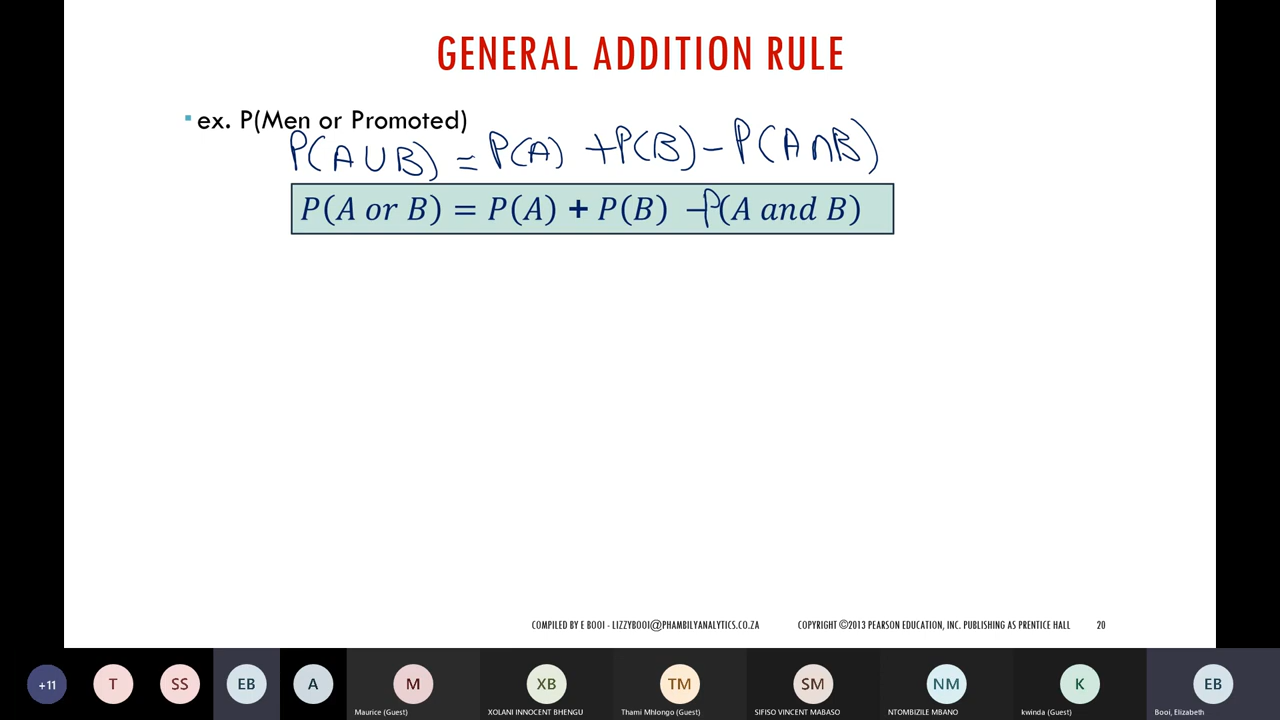 GENERAL ADDITION RULE
ex. P(Men or Promoted)
P(A∪B) = P(A) + P(B) – P(A∩B)
P(A or B) = P(A) + P(B) – P(A and B)
COMPILED BY E BOOI - LIZZYBOOI@PHAMBILYANALYTICS.CO.ZA COPYRIGHT ©2013 PEARSON EDUCATION, INC. PUBLISHING AS PRENTICE HALL 20
+11 T SS EB A M XB TM SM NM K EB
Maurice (Guest) XOLANI INNOCENT BHENGU Thami Mhlongo (Guest) SIFISO VINCENT MABASO NTOMBIZILE MBANO kwinda (Guest) Booi, Elizabeth